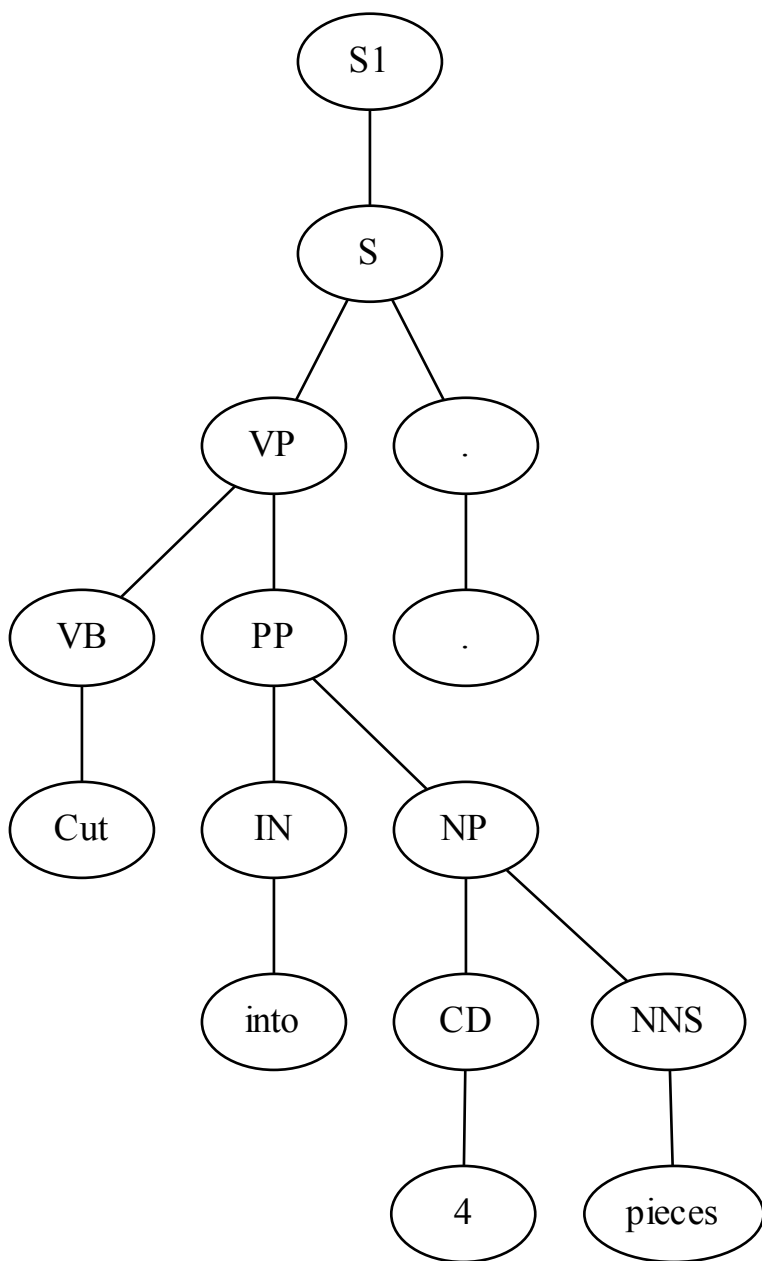 S1
S
VP .
VB PP .
Cut IN NP
into CD NNS
4 pieces